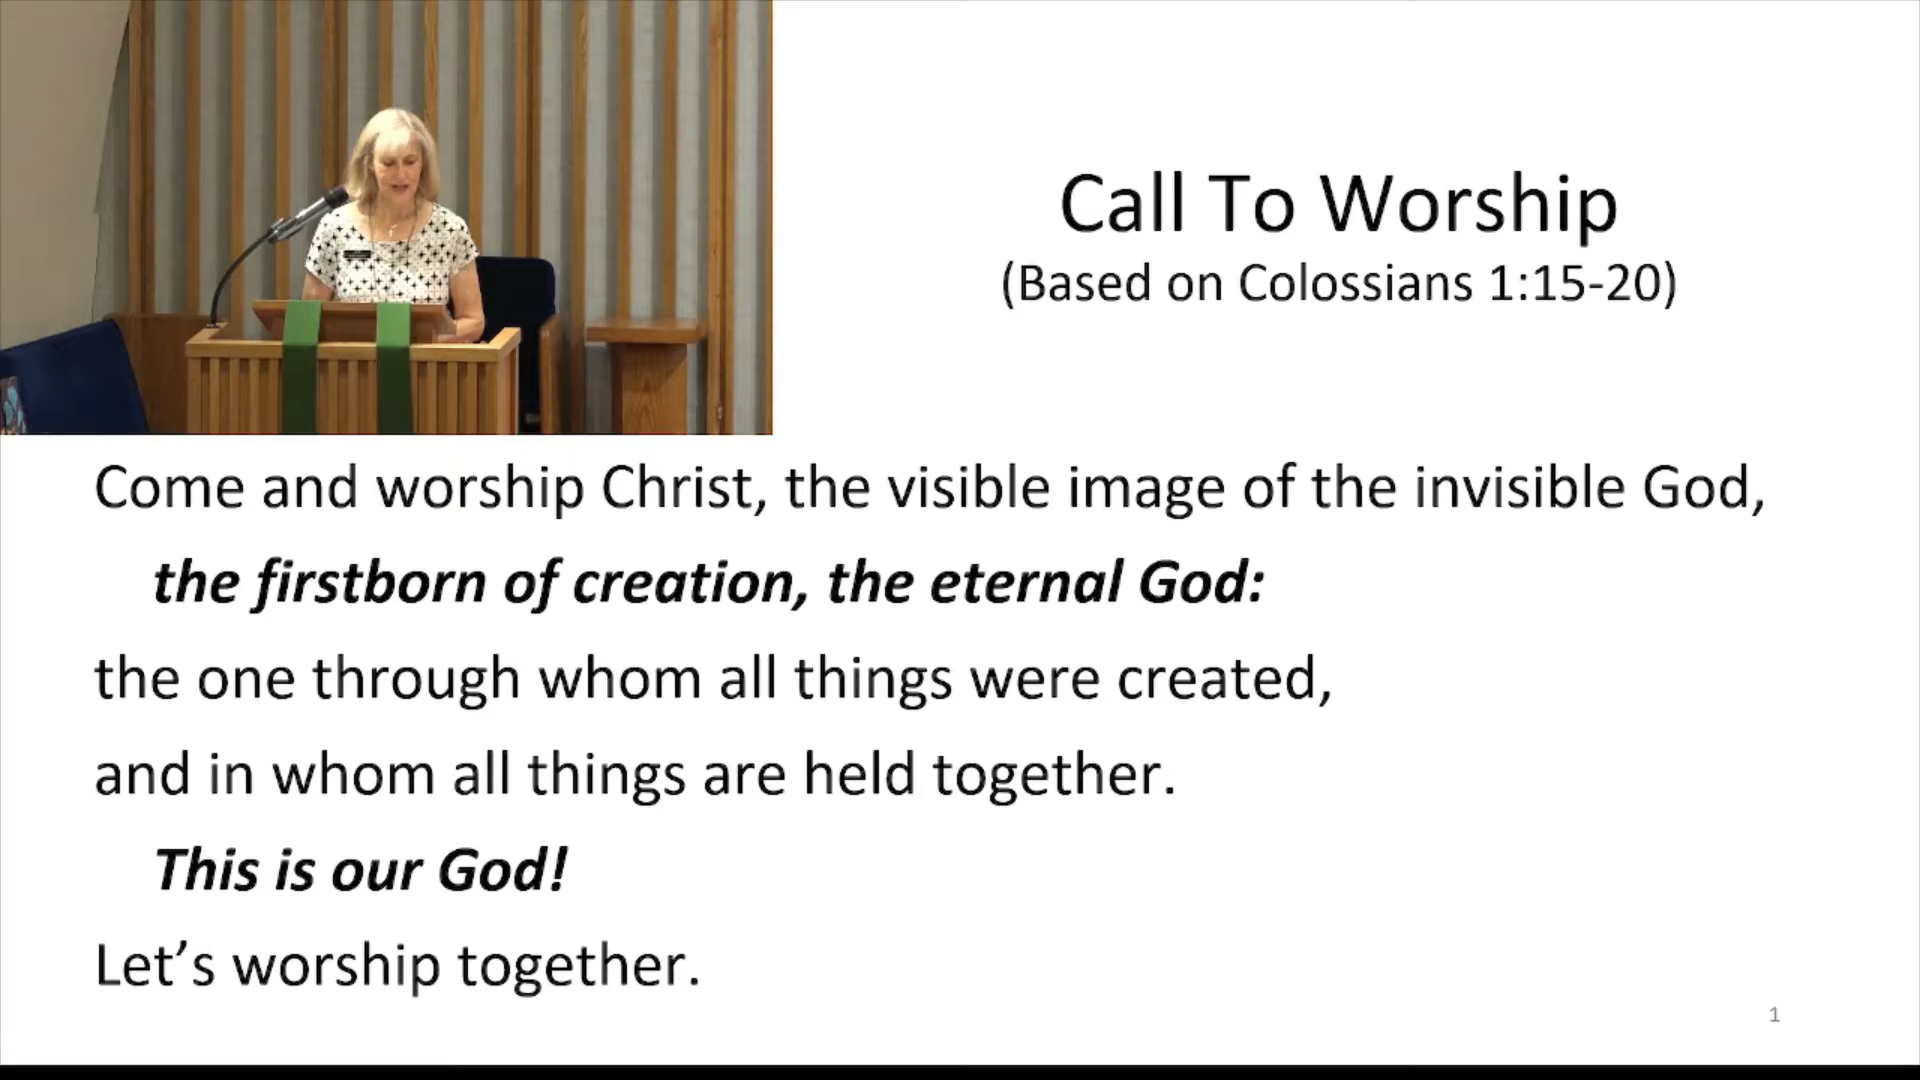 Call To Worship
(Based on Colossians 1:15-20)
Come and worship Christ, the visible image of the invisible God,
the firstborn of creation, the eternal God:
the one through whom all things were created,
and in whom all things are held together.
This is our God!
Let’s worship together.
1